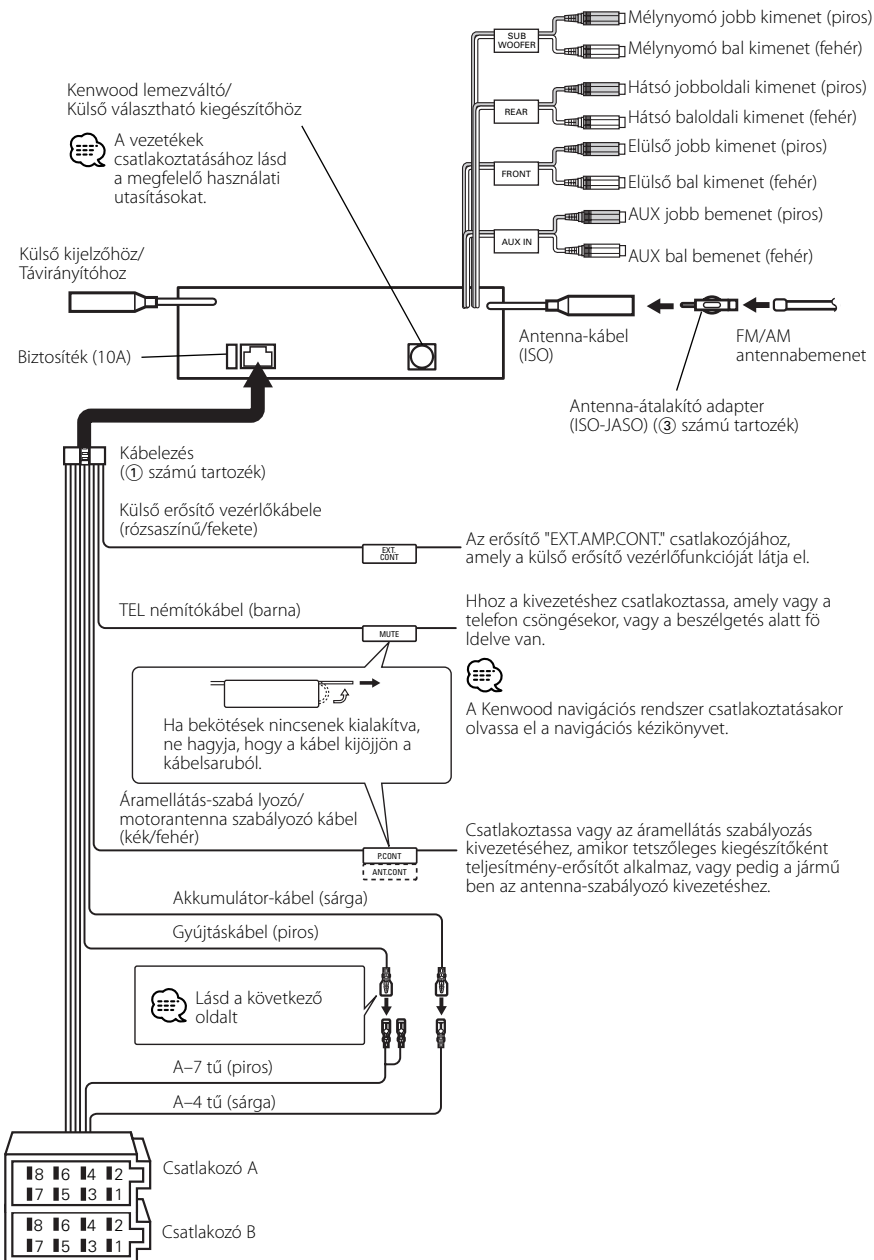 SUB
WOOFER
Mélynyomó jobb kimenet (piros)
Mélynyomó bal kimenet (fehér)
REAR
Hátsó jobboldali kimenet (piros)
Hátsó baloldali kimenet (fehér)
FRONT
Elülső jobb kimenet (piros)
Elülső bal kimenet (fehér)
AUX IN
AUX jobb bemenet (piros)
AUX bal bemenet (fehér)
Kenwood lemezváltó/
Külső választható kiegészítőhöz
A vezetékek
csatlakoztatásához lásd
a megfelelő használati
utasításokat.
Külső kijelzőhöz/
Távirányítóhoz
Biztosíték (10A)
Antenna-kábel
(ISO)
FM/AM
antennabemenet
Antenna-átalakító adapter
(ISO-JASO) (③ számú tartozék)
Kábelezés
(① számú tartozék)
Külső erősítő vezérlőkábele
(rózsaszínű/fekete)
EXT.
CONT
Az erősítő "EXT.AMP.CONT." csatlakozójához,
amely a külső erősítő vezérlőfunkcióját látja el.
TEL némítókábel (barna)
MUTE
Hhoz a kivezetéshez csatlakoztassa, amely vagy a
telefon csöngésekor, vagy a beszélgetés alatt fö
ldelve van.
A Kenwood navigációs rendszer csatlakoztatásakor
olvassa el a navigációs kézikönyvet.
Ha bekötések nincsenek kialakítva,
ne hagyja, hogy a kábel kijöjjön a
kábelsaruból.
Áramellátás-szabá lyozó/
motorantenna szabályozó kábel
(kék/fehér)
P.CONT
ANT.CONT
Csatlakoztassa vagy az áramellátás szabályozás
kivezetéséhez, amikor tetszőleges kiegészítőként
teljesítmény-erősítőt alkalmaz, vagy pedig a jármű
ben az antenna-szabályozó kivezetéshez.
Akkumulátor-kábel (sárga)
Gyújtáskábel (piros)
Lásd a következő
oldalt
A–7 tű (piros)
A–4 tű (sárga)
8 6 4 2
7 5 3 1
Csatlakozó A
8 6 4 2
7 5 3 1
Csatlakozó B